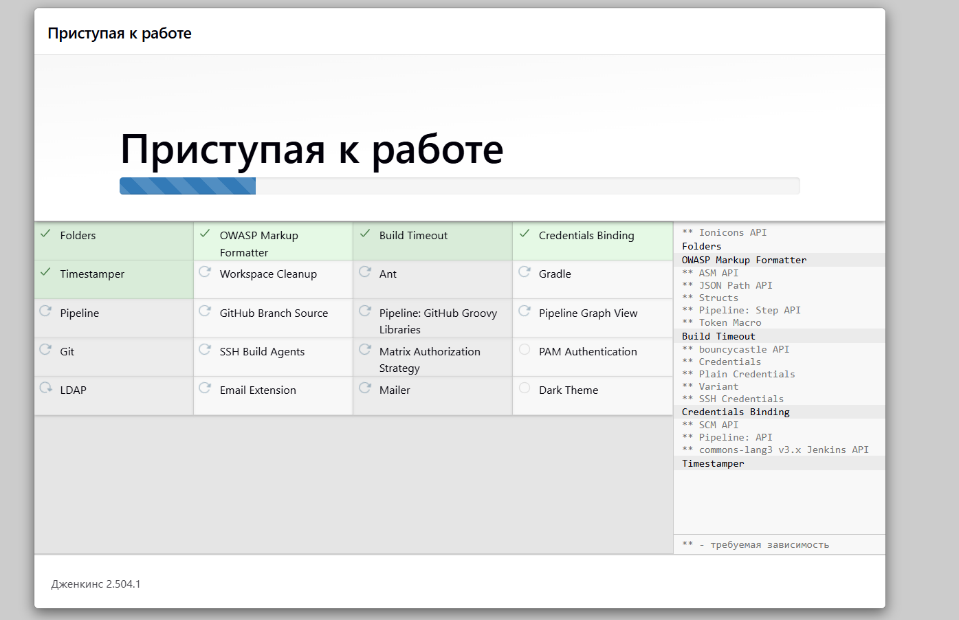 Приступая к работе
Приступая к работе
Folders
OWASP Markup
Formatter
Build Timeout
Credentials Binding
Timestamper
Workspace Cleanup
Ant
Gradle
Pipeline
GitHub Branch Source
Pipeline: GitHub Groovy
Libraries
Pipeline Graph View
Git
SSH Build Agents
Matrix Authorization
Strategy
PAM Authentication
LDAP
Email Extension
Mailer
Dark Theme
** Ionicons API
Folders
OWASP Markup Formatter
** ASM API
** JSON Path API
** Structs
** Pipeline: Step API
** Token Macro
Build Timeout
** bouncycastle API
** Credentials
** Plain Credentials
** Variant
** SSH Credentials
Credentials Binding
** SCM API
** Pipeline: API
** commons-lang3 v3.x Jenkins API
Timestamper
** - требуемая зависимость
Дженкинс 2.504.1